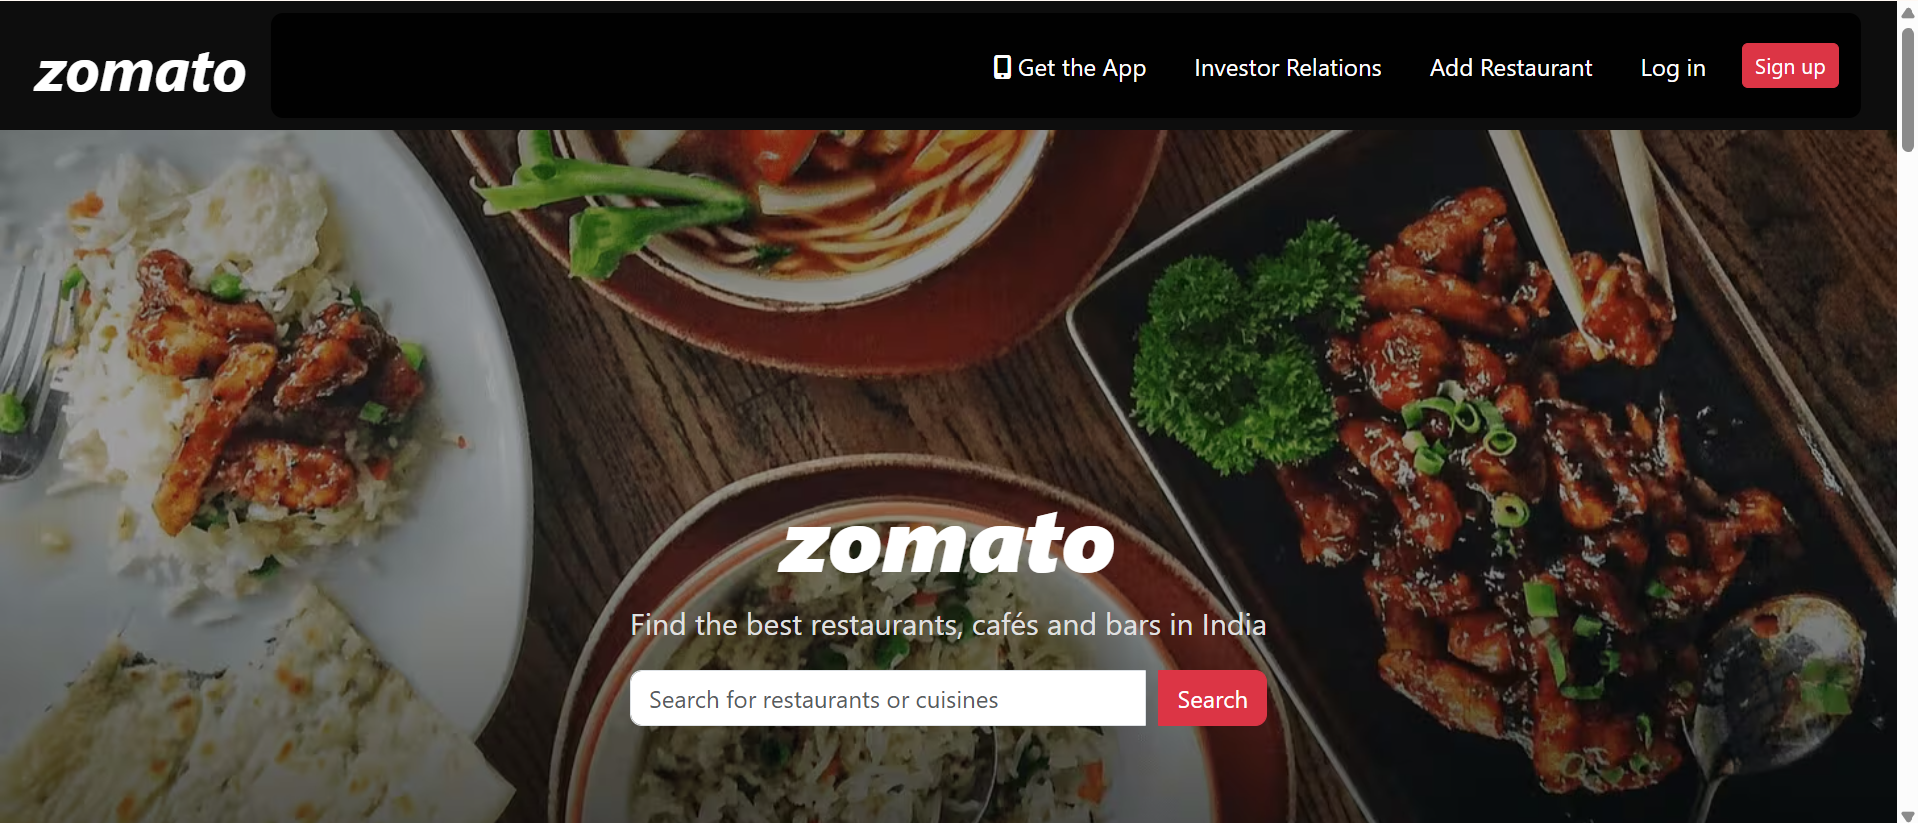 zomato
Get the App Investor Relations Add Restaurant Log in Sign up
zomato
Find the best restaurants, cafés and bars in India
Search for restaurants or cuisines Search